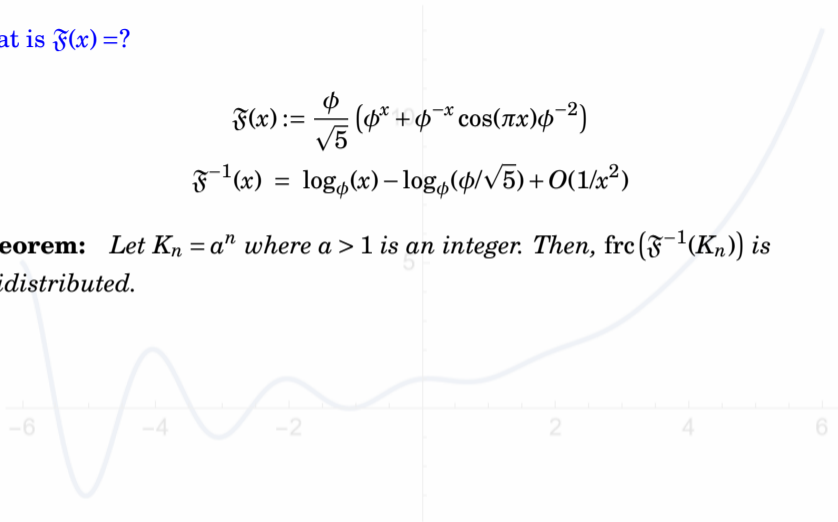 at is 𝔉(x) =?
𝔉(x) := ϕ/√5 (ϕ^x + ϕ^−x cos(πx)ϕ^−2)
𝔉^−1(x) = log_ϕ(x) − log_ϕ(ϕ/√5) + O(1/x^2)
eorem: Let K_n = a^n where a > 1 is an integer. Then, frc(𝔉^−1(K_n)) is
idistributed.
5
−6 −4 −2 2 4 6